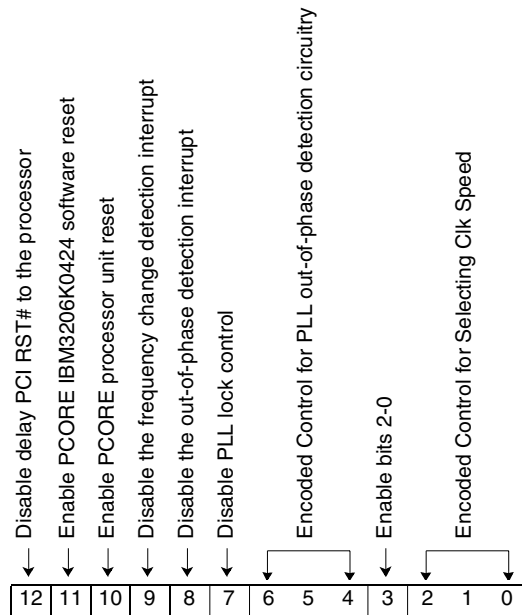 Disable delay PCI RST# to the processor
Enable PCORE IBM3206K0424 software reset
Enable PCORE processor unit reset
Disable the frequency change detection interrupt
Disable the out-of-phase detection interrupt
Disable PLL lock control
Encoded Control for PLL out-of-phase detection circuitry
Enable bits 2-0
Encoded Control for Selecting Clk Speed
12 11 10 9 8 7 6 5 4 3 2 1 0